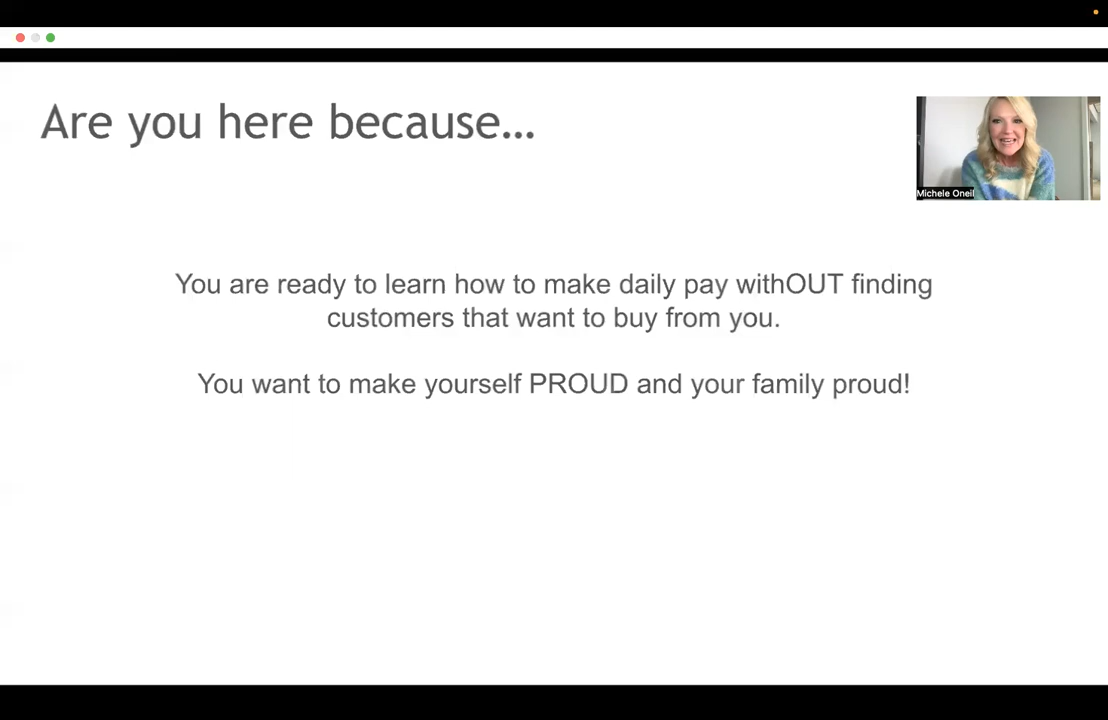 Are you here because...
Michele Oneil
You are ready to learn how to make daily pay withOUT finding
customers that want to buy from you.
You want to make yourself PROUD and your family proud!